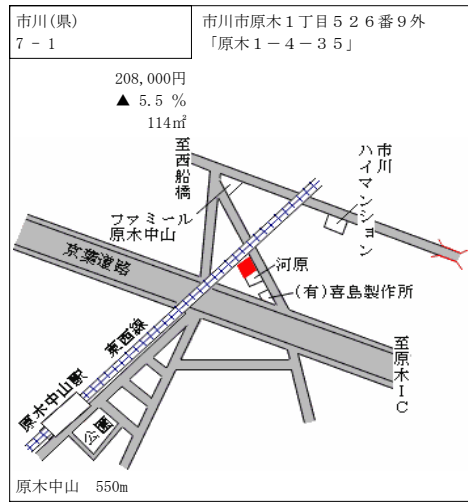 市川(県)
7 - 1
市川市原木１丁目５２６番９外
「原木１－４－３５」
208,000円
▲ 5.5 %
114㎡
至西船橋
市川
ハイマンション
ファミール
原木中山
京葉道路
河原
(有)喜島製作所
東西線
至原木ＩＣ
原木中山駅
公園
原木中山　550m